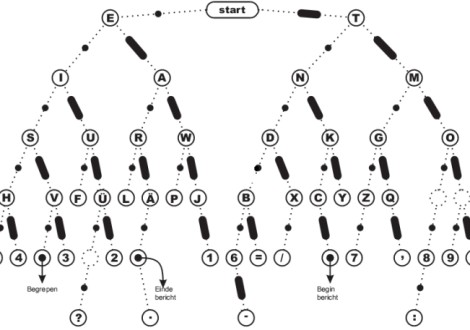 start
E T
I A N M
S U R W D K G O
H V F Ü L Ä P J B X C Y Z Q
4 3 2 1 6 = / 7 , 8 9
Begrepen Einde Begin
bericht bericht
? . - :